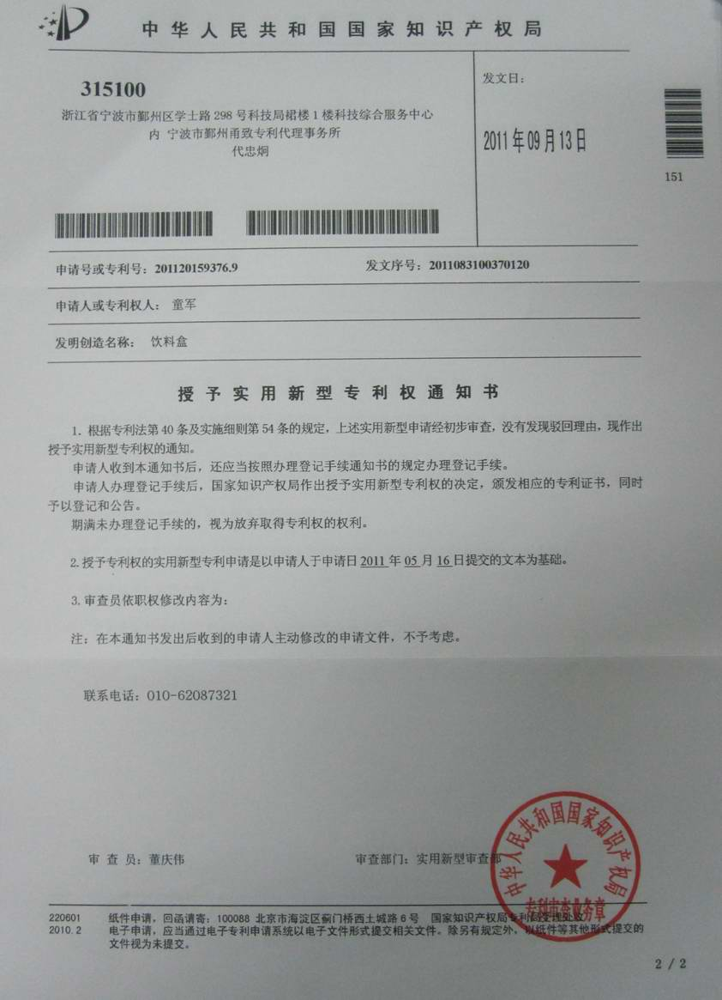 中华人民共和国国家知识产权局
315100
浙江省宁波市鄞州区学士路298号科技局裙楼1楼科技综合服务中心
内 宁波市鄞州甬致专利代理事务所
代忠炯
发文日：
2011年09月13日
151
申请号或专利号：201120159376.9
发文序号：2011083100370120
申请人或专利权人： 童军
发明创造名称： 饮料盒
授予实用新型专利权通知书
1. 根据专利法第40条及实施细则第54条的规定，上述实用新型申请经初步审查，没有发现驳回理由，现作出
授予实用新型专利权的通知。
申请人收到本通知书后，还应当按照办理登记手续通知书的规定办理登记手续。
申请人办理登记手续后，国家知识产权局作出授予实用新型专利权的决定，颁发相应的专利证书，同时
予以登记和公告。
期满未办理登记手续的，视为放弃取得专利权的权利。
2. 授予专利权的实用新型专利申请是以申请人于申请日2011年05月16日提交的文本为基础。
3. 审查员依职权修改内容为：
注：在本通知书发出后收到的申请人主动修改的申请文件，不予考虑。
联系电话：010-62087321
审 查 员：董庆伟
审查部门：实用新型审查部
中华人民共和国国家知识产权局
专利审查业务章
220601
2010.2
纸件申请，回函请寄：100088 北京市海淀区蓟门桥西土城路6号 国家知识产权局专利局受理处收
电子申请，应当通过电子专利申请系统以电子文件形式提交相关文件。除另有规定外，以纸件等其他形式提交的
文件视为未提交。
2 / 2